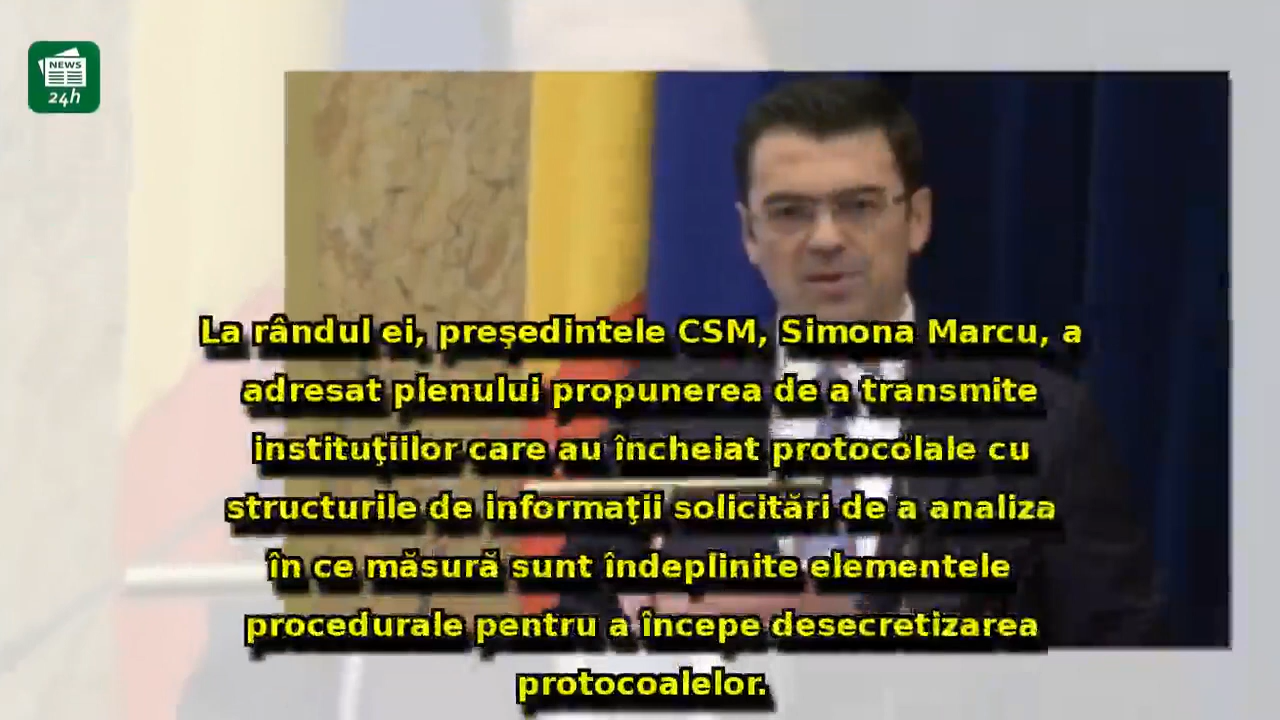 NEWS
24h
La rândul ei, preşedintele CSM, Simona Marcu, a
adresat plenului propunerea de a transmite
instituţiilor care au încheiat protocolale cu
structurile de informaţii solicitări de a analiza
în ce măsură sunt îndeplinite elementele
procedurale pentru a începe desecretizarea
protocoalelor.